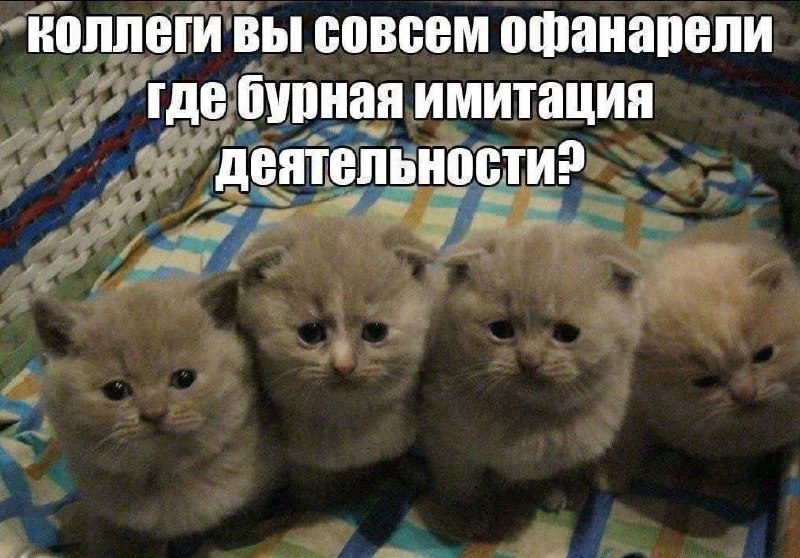 коллеги вы совсем офанарели
где бурная имитация
деятельности?